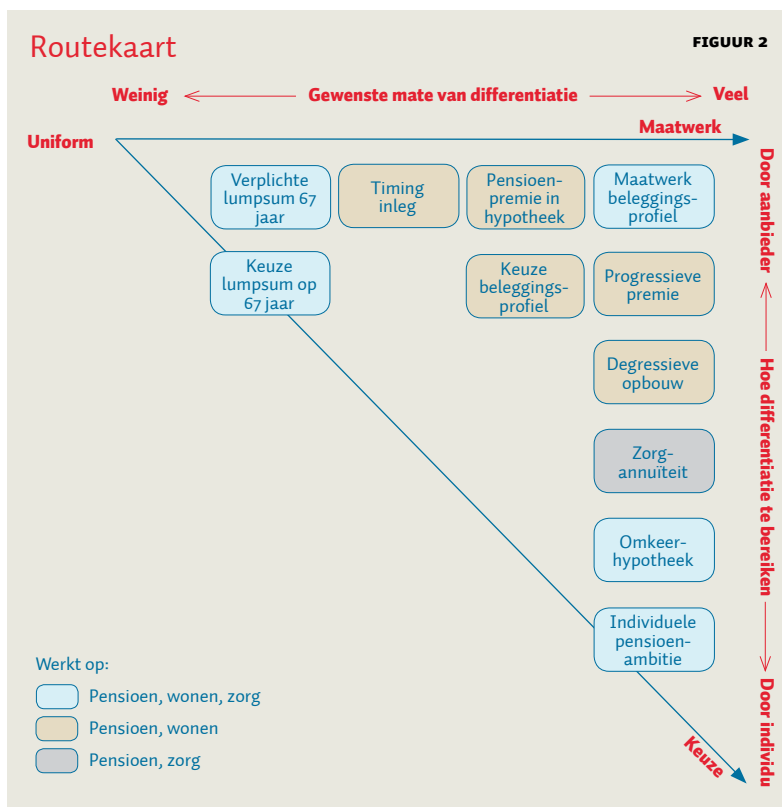 Routekaart
FIGUUR 2
Weinig
Gewenste mate van differentiatie
Veel
Uniform
Maatwerk
Verplichte
lumpsum 67
jaar
Timing
inleg
Pensioen-
premie in
hypotheek
Maatwerk
beleggings-
profiel
Keuze
lumpsum op
67 jaar
Keuze
beleggings-
profiel
Progressieve
premie
Degressieve
opbouw
Zorg-
annuïteit
Omkeer-
hypotheek
Individuele
pensioen-
ambitie
Keuze
Door aanbieder
Hoe differentiatie te bereiken
Door individu
Werkt op:
Pensioen, wonen, zorg
Pensioen, wonen
Pensioen, zorg